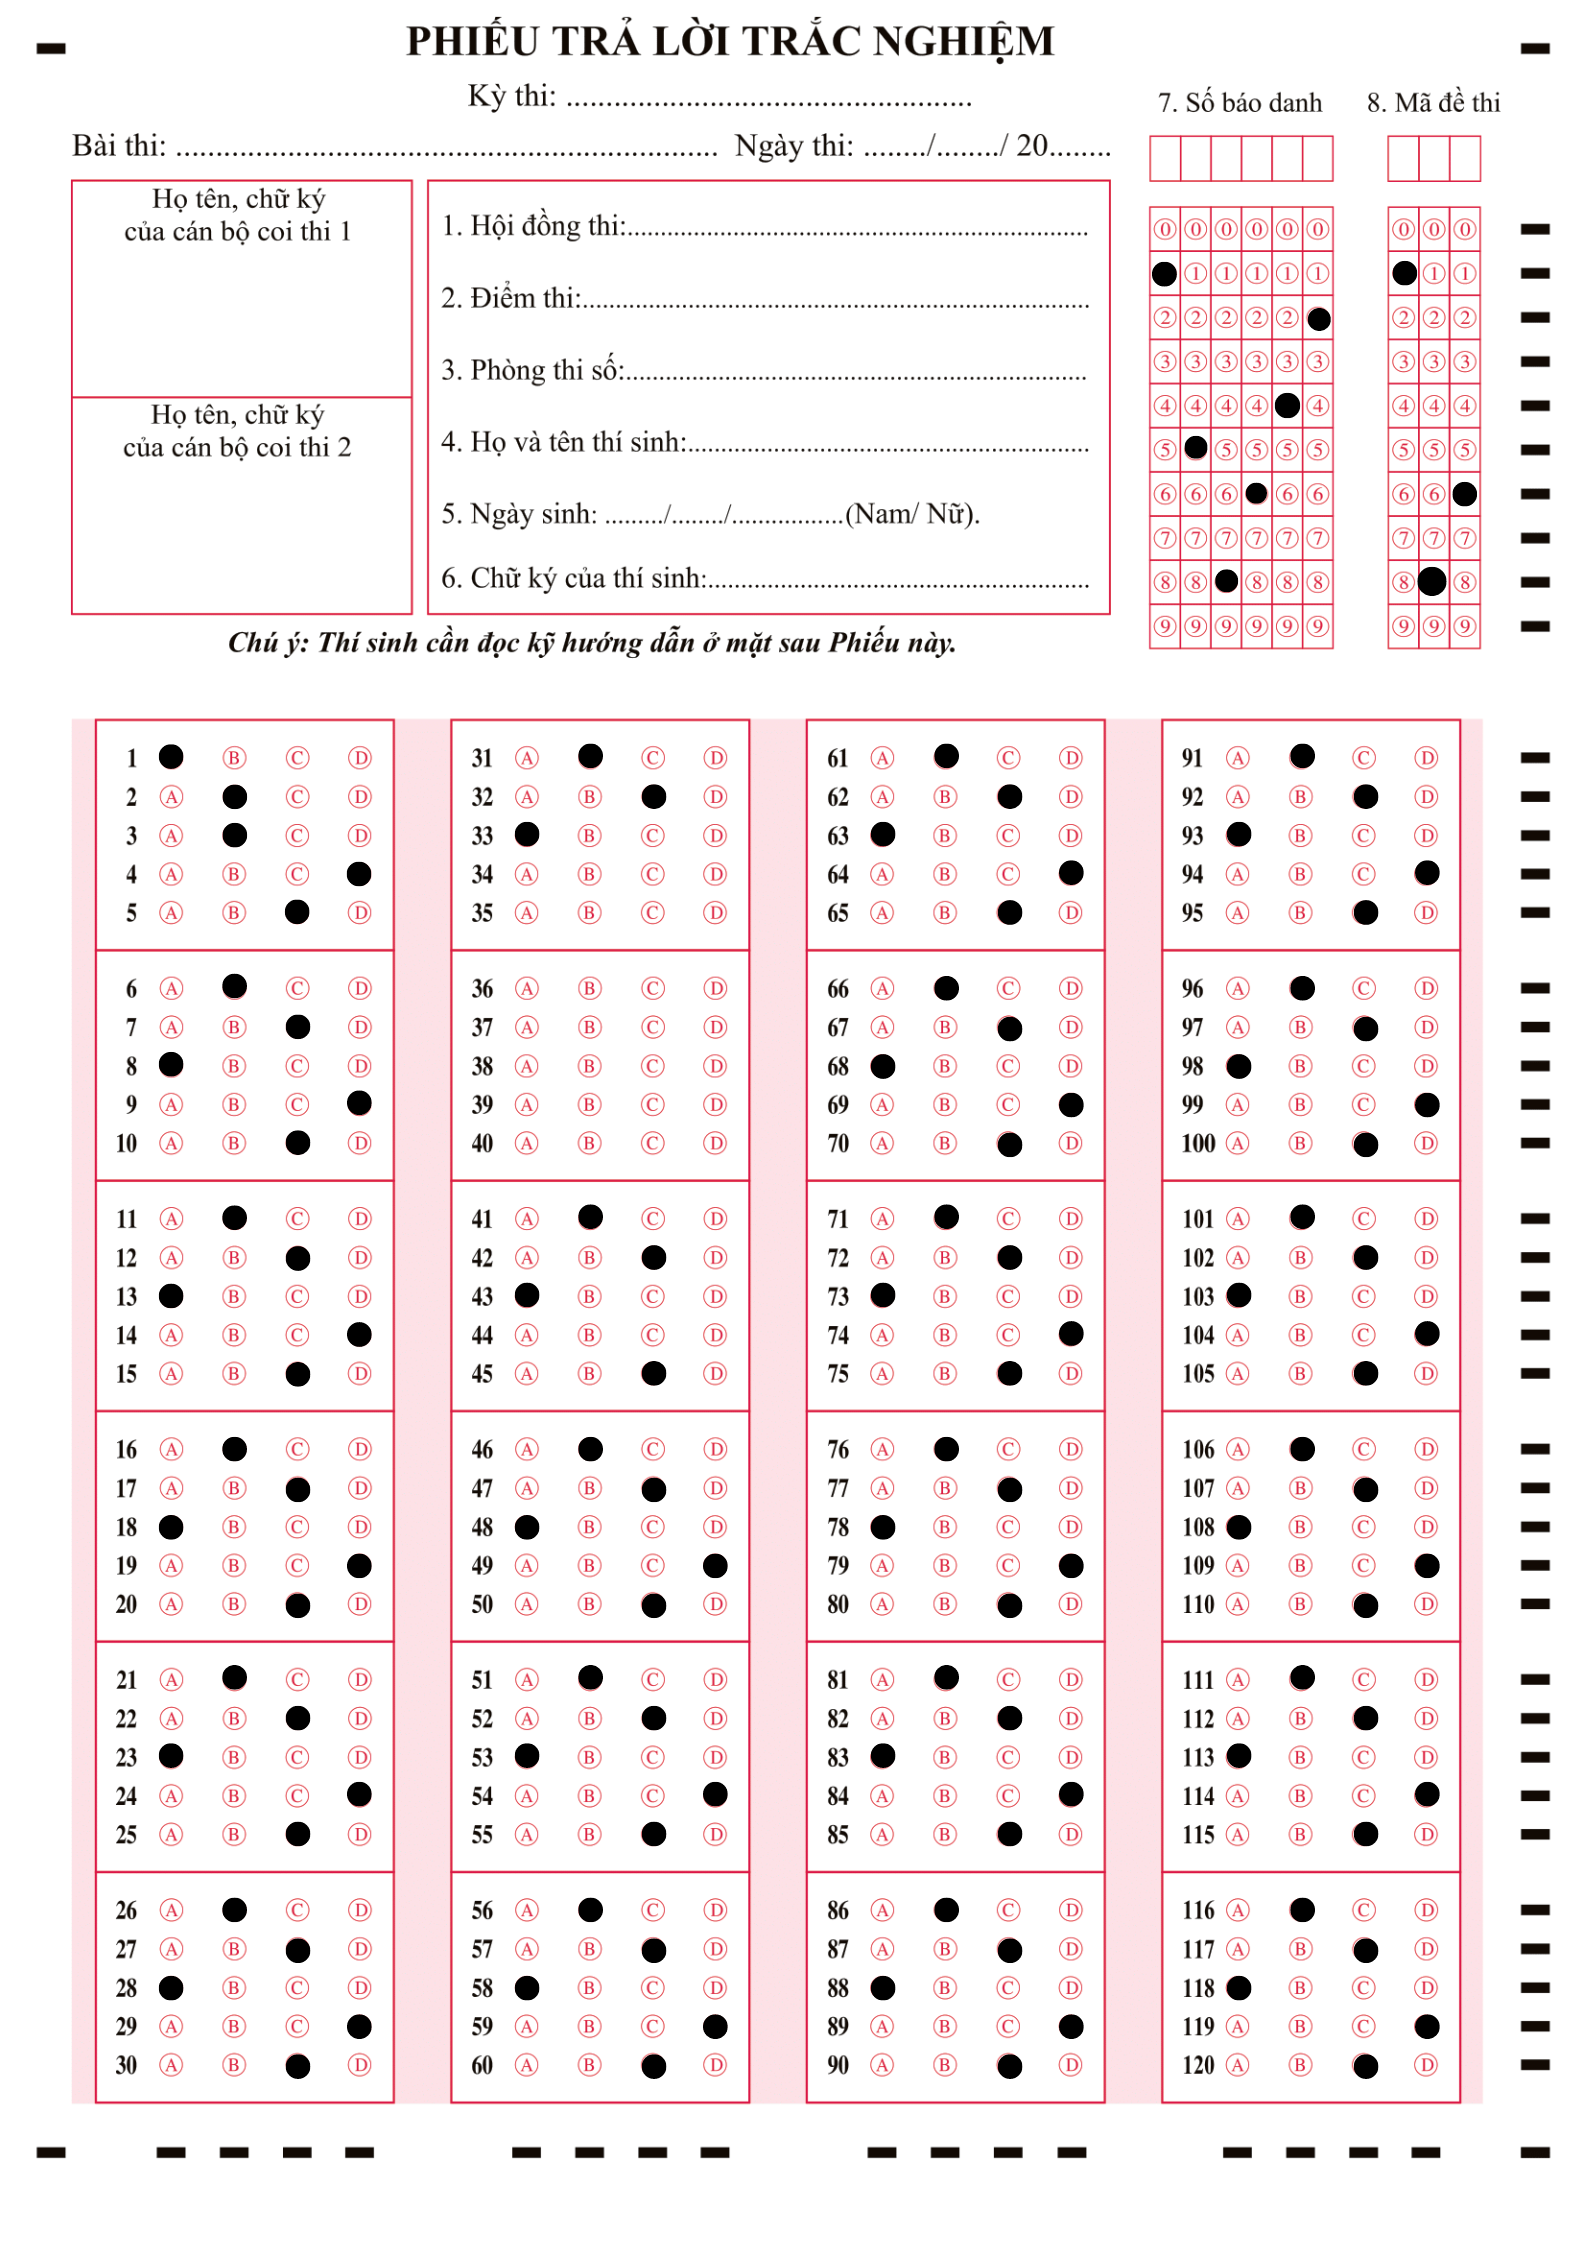 PHIẾU TRẢ LỜI TRẮC NGHIỆM
Kỳ thi: ..................................................
Bài thi: ................................................................... Ngày thi: ......../......../ 20........
Họ tên, chữ ký
của cán bộ coi thi 1
Họ tên, chữ ký
của cán bộ coi thi 2
1. Hội đồng thi:......................................................................
2. Điểm thi:.............................................................................
3. Phòng thi số:......................................................................
4. Họ và tên thí sinh:.............................................................
5. Ngày sinh: ........./......../.................(Nam/ Nữ).
6. Chữ ký của thí sinh:..........................................................
Chú ý: Thí sinh cần đọc kỹ hướng dẫn ở mặt sau Phiếu này.
7. Số báo danh
0 0 0 0 0 0
1 1 1 1 1
2 2 2 2 2
3 3 3 3 3 3
4 4 4 4 4
5 5 5 5 5
6 6 6 6 6
7 7 7 7 7 7
8 8 8 8 8
9 9 9 9 9 9
8. Mã đề thi
0 0 0
1 1
2 2 2
3 3 3
4 4 4
5 5 5
6 6
7 7 7
8 8
9 9 9
1 B C D
2 A C D
3 A C D
4 A B C
5 A B D
6 A C D
7 A B D
8 B C D
9 A B C
10 A B D
11 A C D
12 A B D
13 B C D
14 A B C
15 A B D
16 A C D
17 A B D
18 B C D
19 A B C
20 A B D
21 A C D
22 A B D
23 B C D
24 A B C
25 A B D
26 A C D
27 A B D
28 B C D
29 A B C
30 A B D
31 A C D
32 A B D
33 B C D
34 A B C D
35 A B C D
36 A B C D
37 A B C D
38 A B C D
39 A B C D
40 A B C D
41 A C D
42 A B D
43 B C D
44 A B C D
45 A B D
46 A C D
47 A B D
48 B C D
49 A B C
50 A B D
51 A C D
52 A B D
53 B C D
54 A B C
55 A B D
56 A C D
57 A B D
58 B C D
59 A B C
60 A B D
61 A C D
62 A B D
63 B C D
64 A B C
65 A B D
66 A C D
67 A B D
68 B C D
69 A B C
70 A B D
71 A C D
72 A B D
73 B C D
74 A B C
75 A B D
76 A C D
77 A B D
78 B C D
79 A B C
80 A B D
81 A C D
82 A B D
83 B C D
84 A B C
85 A B D
86 A C D
87 A B D
88 B C D
89 A B C
90 A B D
91 A C D
92 A B D
93 B C D
94 A B C
95 A B D
96 A C D
97 A B D
98 B C D
99 A B C
100 A B D
101 A C D
102 A B D
103 B C D
104 A B C
105 A B D
106 A C D
107 A B D
108 B C D
109 A B C
110 A B D
111 A C D
112 A B D
113 B C D
114 A B C
115 A B D
116 A C D
117 A B D
118 B C D
119 A B C
120 A B D